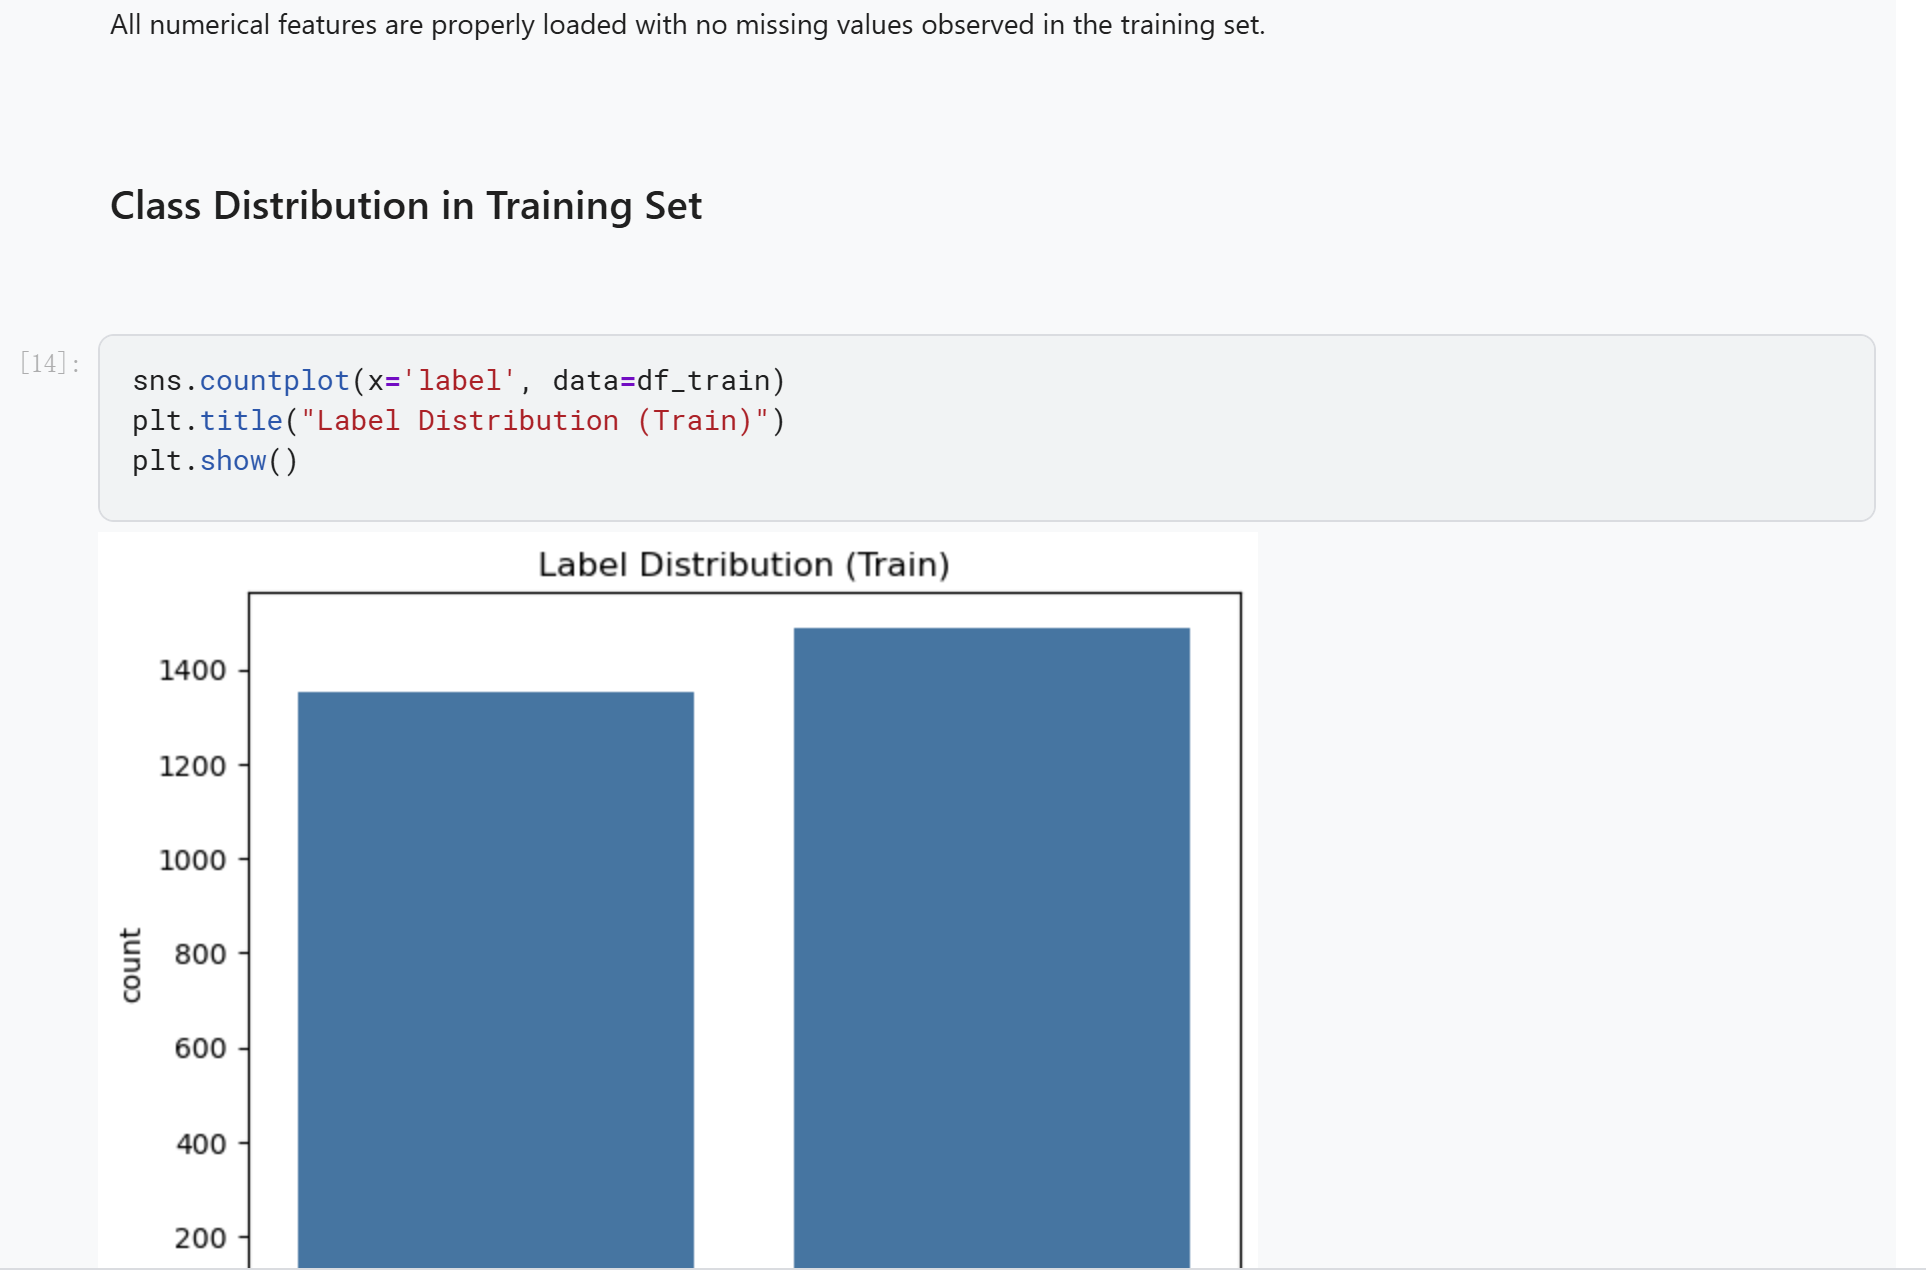 All numerical features are properly loaded with no missing values observed in the training set.
Class Distribution in Training Set
[14]:
sns.countplot(x='label', data=df_train)
plt.title("Label Distribution (Train)")
plt.show()
Label Distribution (Train)
1400
1200
1000
800
count
600
400
200